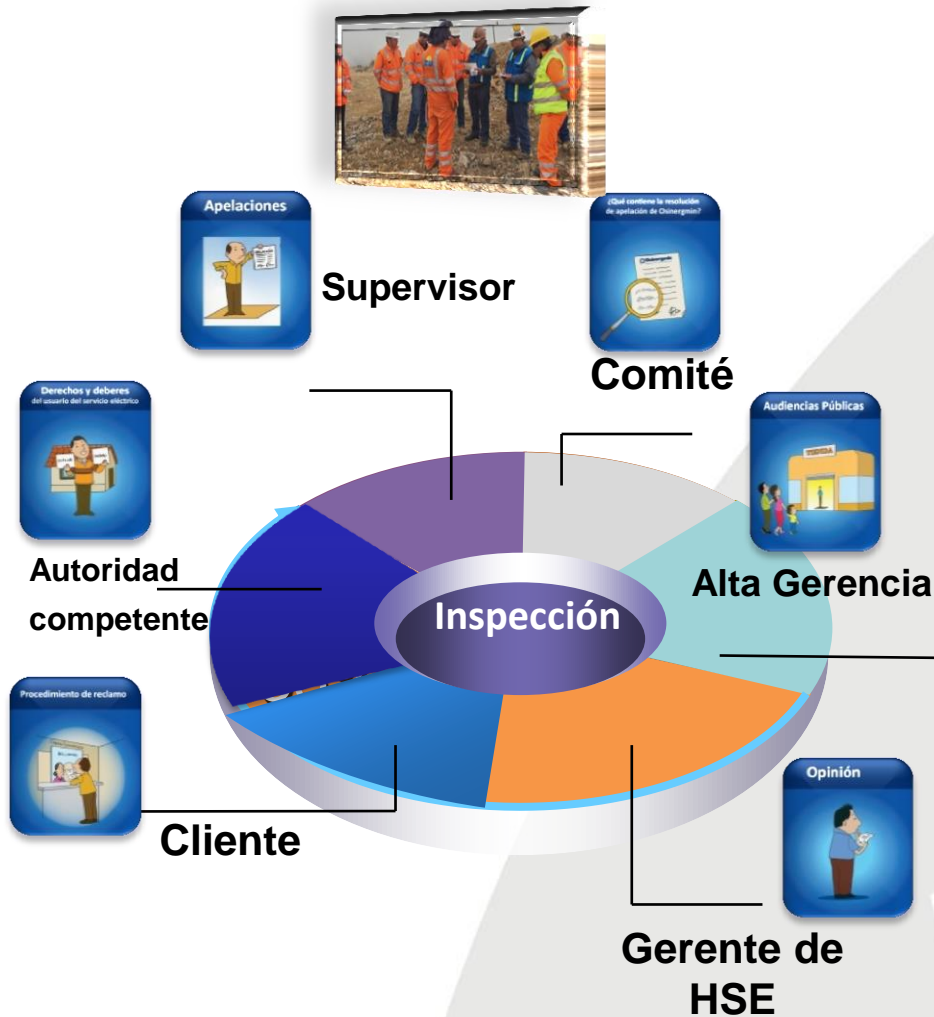 Apelaciones
¿Qué contiene la resolución
de apelación de Osinergmin?
Supervisor
Comité
Derechos y deberes
del usuario del servicio eléctrico
Audiencias Públicas
Autoridad
competente
Inspección
Alta Gerencia
Procedimiento de reclamo
Cliente
Opinión
Gerente de
HSE